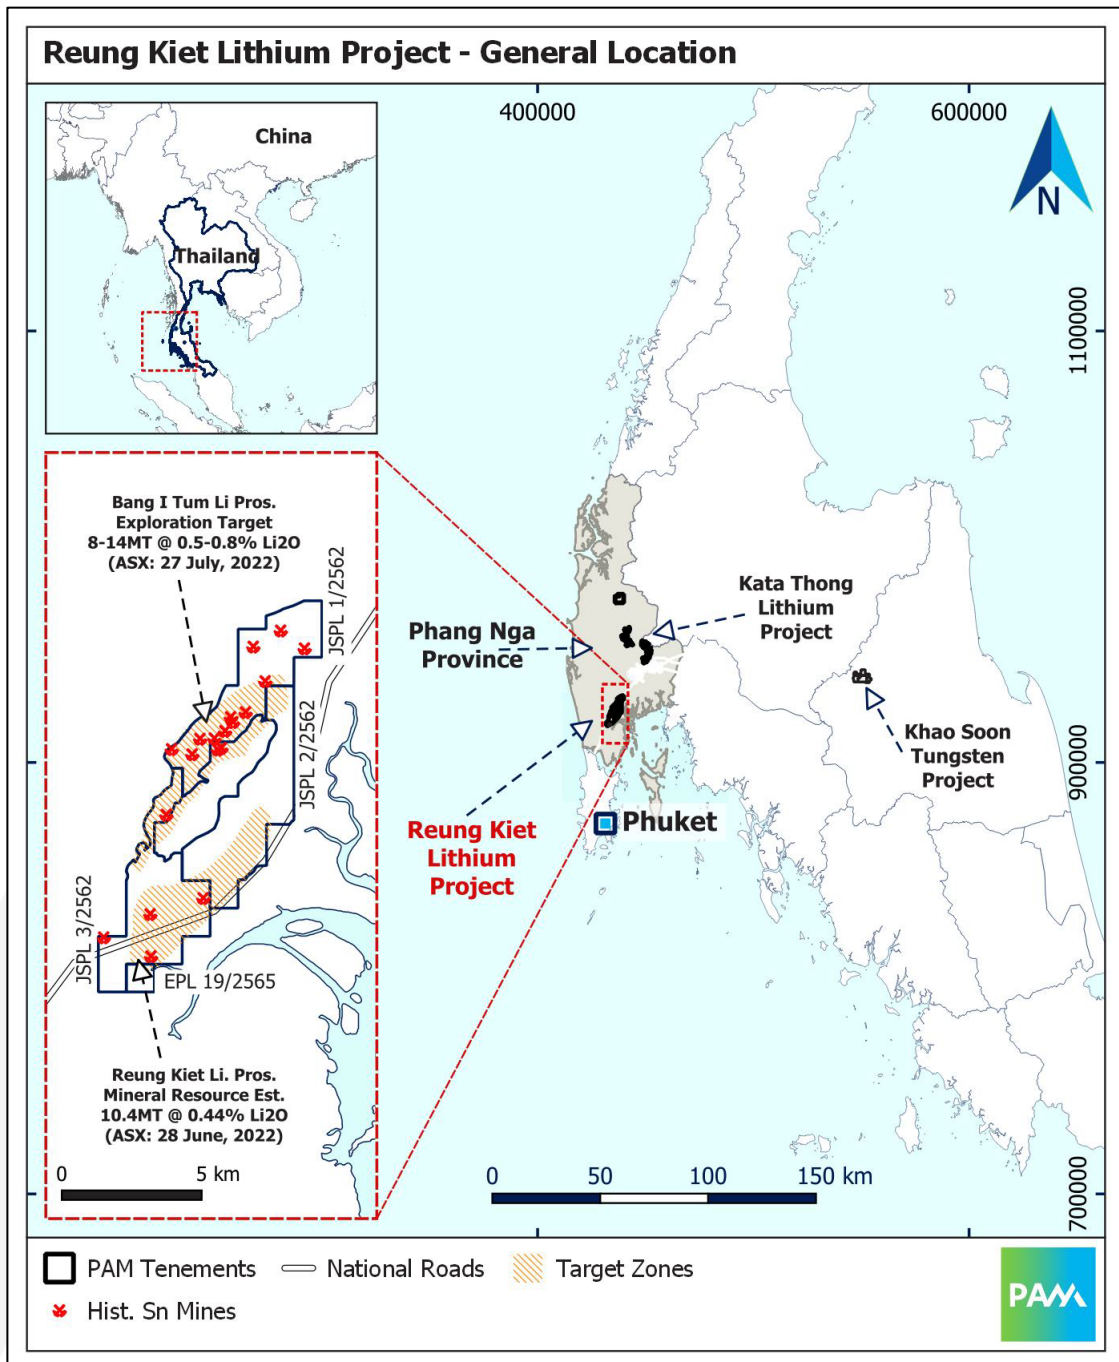 Reung Kiet Lithium Project - General Location
400000
600000
China
Thailand
N
1100000
Bang I Tum Li Pros.
Exploration Target
8-14MT @ 0.5-0.8% Li2O
(ASX: 27 July, 2022)
JSPL 1/2562
Kata Thong
Lithium
Project
Phang Nga
Province
JSPL 2/2562
Khao Soon
Tungsten
Project
900000
Phuket
Reung Kiet
Lithium
Project
JSPL 3/2562
EPL 19/2565
Reung Kiet Li. Pros.
Mineral Resource Est.
10.4MT @ 0.44% Li2O
(ASX: 28 June, 2022)
0 5 km
0 50 100 150 km
700000
PAM Tenements
National Roads
Target Zones
Hist. Sn Mines
PAM